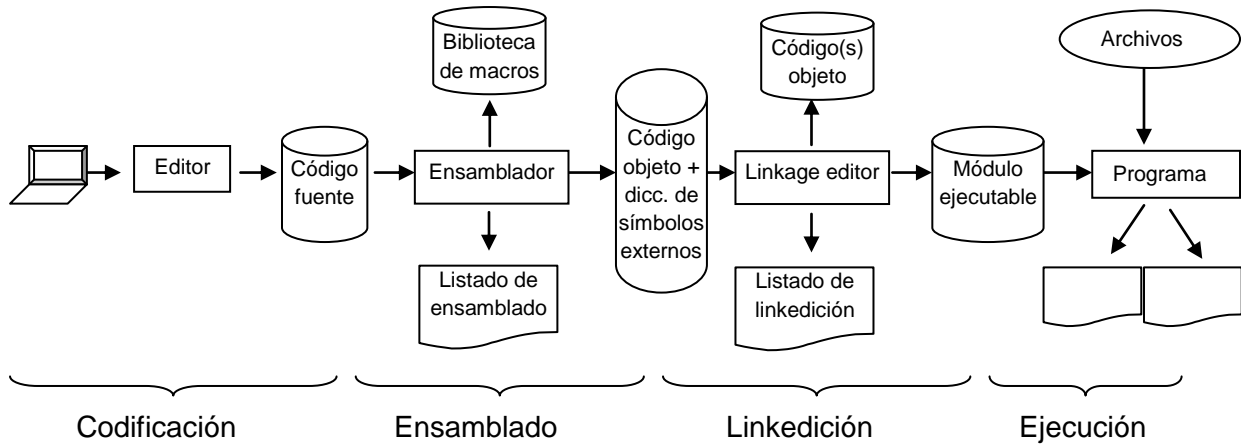 Biblioteca
de macros
Código(s)
objeto
Archivos
Editor
Código
fuente
Ensamblador
Código
objeto +
dicc. de
símbolos
externos
Linkage editor
Módulo
ejecutable
Programa
Listado de
ensamblado
Listado de
linkedición
Codificación
Ensamblado
Linkedición
Ejecución